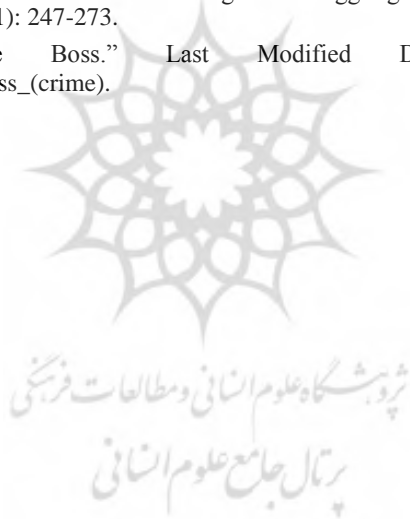 1): 247-273.
e Boss.” Last Modified D
ss_(crime).
پژوهشگاه علوم انسانی و مطالعات فرهنگی
پرتال جامع علوم انسانی